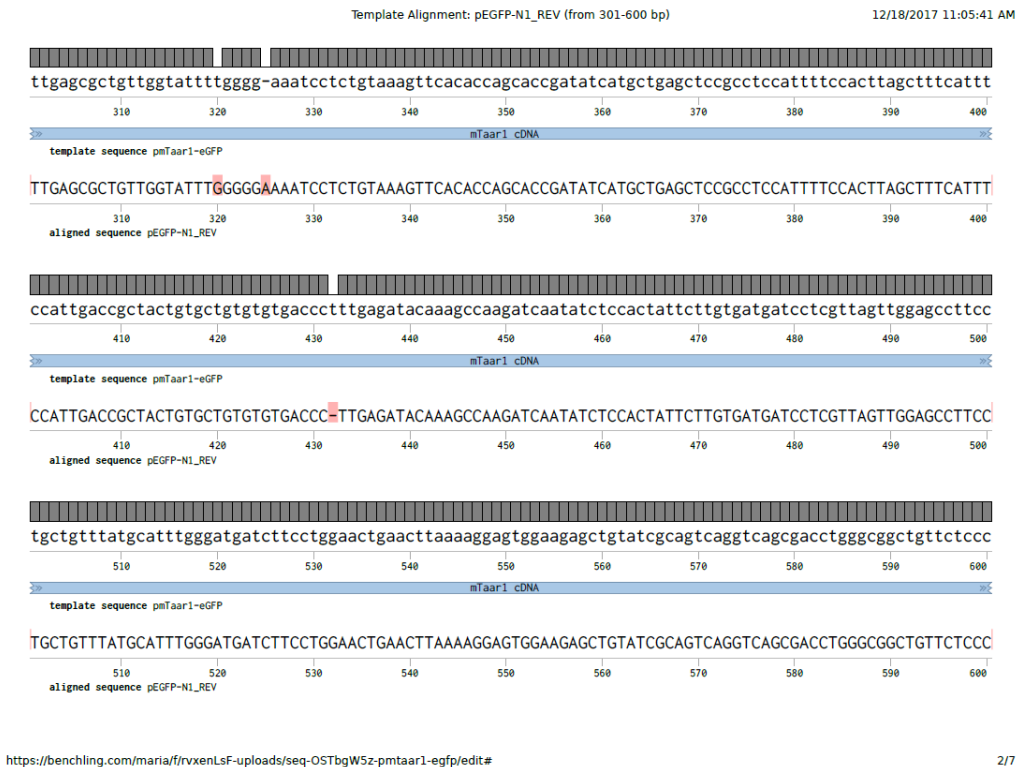 Template Alignment: pEGFP-N1_REV (from 301-600 bp) 12/18/2017 11:05:41 AM
ttgagcgctgttggtattttgggg-aaatcctctgtaaagttcacaccagcaccgatatcatgctgagctccgcctccattttccacttagctttcattt
310 320 330 340 350 360 370 380 390 400
mTaar1 cDNA
template sequence pmTaar1-eGFP
TTGAGCGCTGTTGGTATTTGGGGGAAAATCCTCTGTAAAGTTCACACCAGCACCGATATCATGCTGAGCTCCGCCTCCATTTTCCACTTAGCTTTCATTT
310 320 330 340 350 360 370 380 390 400
aligned sequence pEGFP-N1_REV
ccattgaccgctactgtgctgtgtgtgaccctttgagatacaaagccaagatcaatatctccactattcttgtgatgatcctcgttagttggagccttcc
410 420 430 440 450 460 470 480 490 500
mTaar1 cDNA
template sequence pmTaar1-eGFP
CCATTGACCGCTACTGTGCTGTGTGTGACCC-TTGAGATACAAAGCCAAGATCAATATCTCCACTATTCTTGTGATGATCCTCGTTAGTTGGAGCCTTCC
410 420 430 440 450 460 470 480 490 500
aligned sequence pEGFP-N1_REV
tgctgtttatgcatttgggatgatcttcctggaactgaacttaaaaggagtggaagagctgtatcgcagtcaggtcagcgacctgggcggctgttctccc
510 520 530 540 550 560 570 580 590 600
mTaar1 cDNA
template sequence pmTaar1-eGFP
TGCTGTTTATGCATTTGGGATGATCTTCCTGGAACTGAACTTAAAAGGAGTGGAAGAGCTGTATCGCAGTCAGGTCAGCGACCTGGGCGGCTGTTCTCCC
510 520 530 540 550 560 570 580 590 600
aligned sequence pEGFP-N1_REV
https://benchling.com/maria/f/rvxenLsF-uploads/seq-OSTbgW5z-pmtaar1-egfp/edit# 2/7